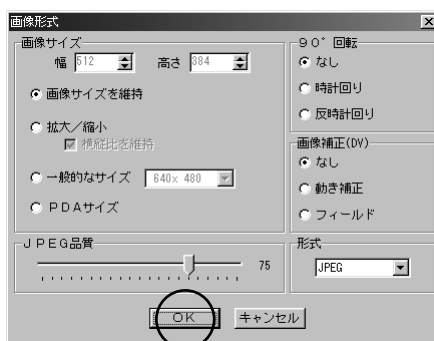 画像形式
画像サイズ
幅 512 高さ 384
画像サイズを維持
拡大／縮小
横縦比を維持
一般的なサイズ 640x 480
ＰＤＡサイズ
９０°回転
なし
時計回り
反時計回り
画像補正(DV)
なし
動き補正
フィールド
ＪＰＥＧ品質
75
形式
JPEG
ＯＫ キャンセル